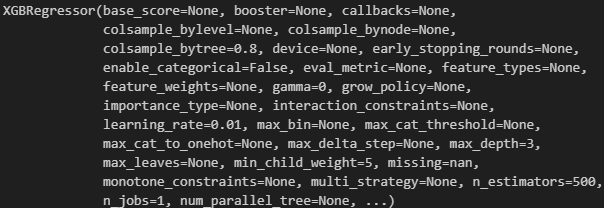 XGBRegressor(base_score=None, booster=None, callbacks=None,
colsample_bylevel=None, colsample_bynode=None,
colsample_bytree=0.8, device=None, early_stopping_rounds=None,
enable_categorical=False, eval_metric=None, feature_types=None,
feature_weights=None, gamma=0, grow_policy=None,
importance_type=None, interaction_constraints=None,
learning_rate=0.01, max_bin=None, max_cat_threshold=None,
max_cat_to_onehot=None, max_delta_step=None, max_depth=3,
max_leaves=None, min_child_weight=5, missing=nan,
monotone_constraints=None, multi_strategy=None, n_estimators=500,
n_jobs=1, num_parallel_tree=None, ...)